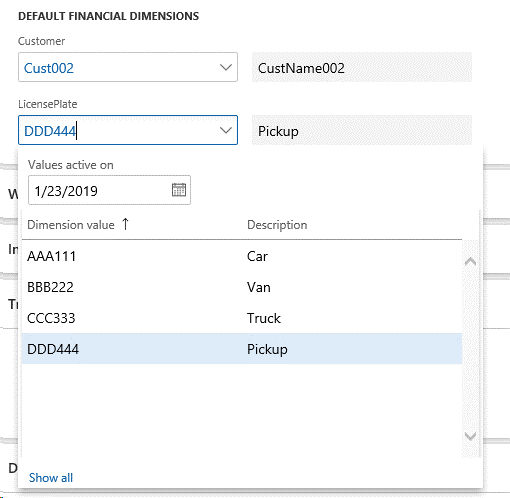 DEFAULT FINANCIAL DIMENSIONS
Customer
Cust002 CustName002
LicensePlate
DDD444 Pickup
Values active on
1/23/2019
Dimension value ↑ Description
AAA111 Car
BBB222 Van
CCC333 Truck
DDD444 Pickup
Show all